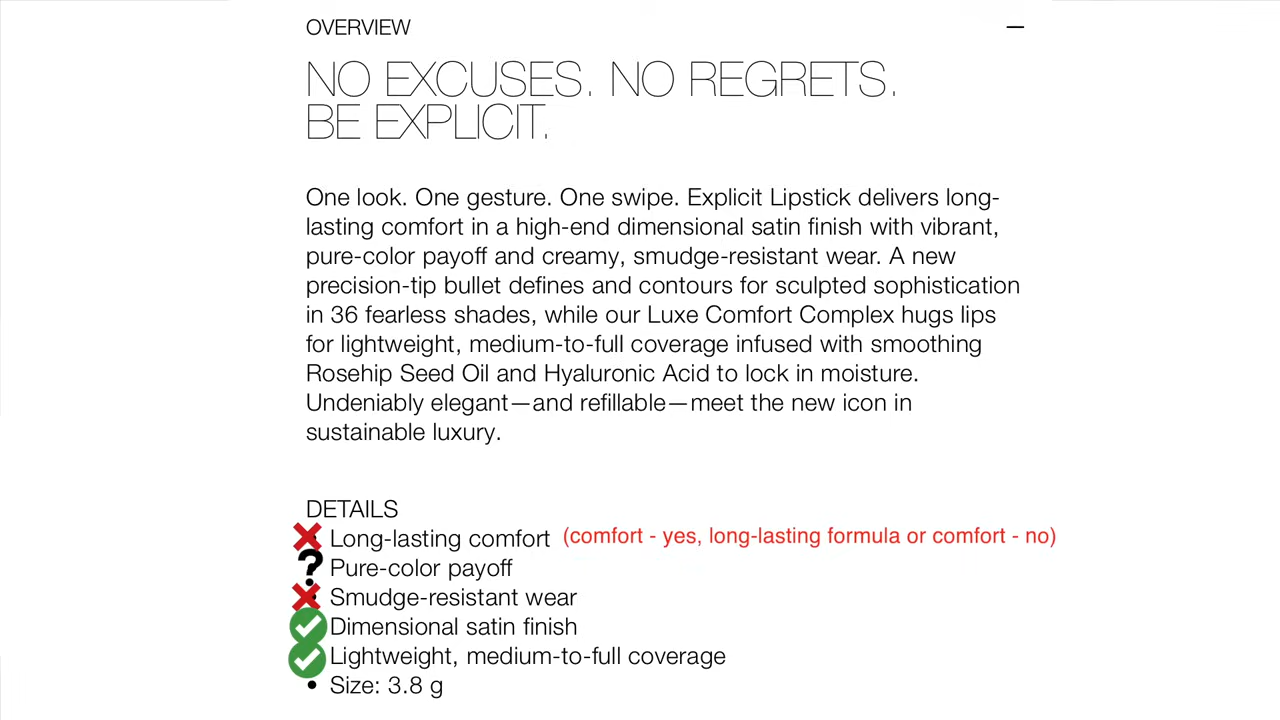 OVERVIEW —
NO EXCUSES. NO REGRETS.
BE EXPLICIT.
One look. One gesture. One swipe. Explicit Lipstick delivers long-
lasting comfort in a high-end dimensional satin finish with vibrant,
pure-color payoff and creamy, smudge-resistant wear. A new
precision-tip bullet defines and contours for sculpted sophistication
in 36 fearless shades, while our Luxe Comfort Complex hugs lips
for lightweight, medium-to-full coverage infused with smoothing
Rosehip Seed Oil and Hyaluronic Acid to lock in moisture.
Undeniably elegant—and refillable—meet the new icon in
sustainable luxury.
DETAILS
❌ Long-lasting comfort (comfort - yes, long-lasting formula or comfort - no)
? Pure-color payoff
❌ Smudge-resistant wear
✅ Dimensional satin finish
✅ Lightweight, medium-to-full coverage
• Size: 3.8 g